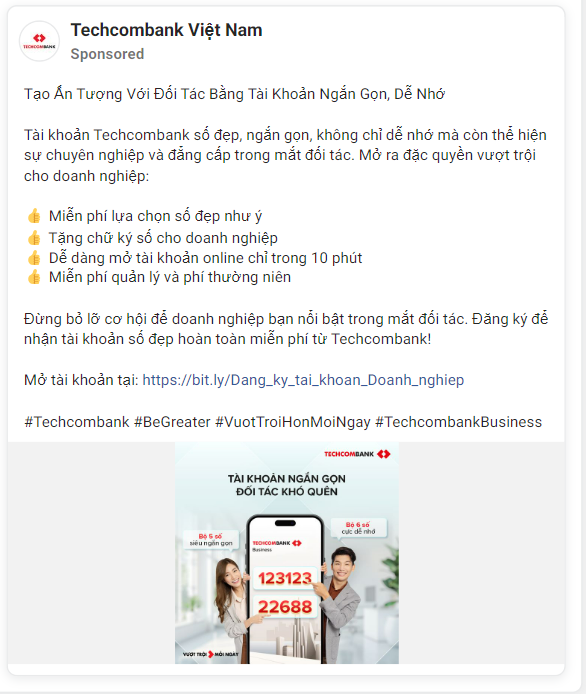 TECHCOMBANK
Techcombank Việt Nam
Sponsored
Tạo Ấn Tượng Với Đối Tác Bằng Tài Khoản Ngắn Gọn, Dễ Nhớ
Tài khoản Techcombank số đẹp, ngắn gọn, không chỉ dễ nhớ mà còn thể hiện
sự chuyên nghiệp và đẳng cấp trong mắt đối tác. Mở ra đặc quyền vượt trội
cho doanh nghiệp:
👍 Miễn phí lựa chọn số đẹp như ý
👍 Tặng chữ ký số cho doanh nghiệp
👍 Dễ dàng mở tài khoản online chỉ trong 10 phút
👍 Miễn phí quản lý và phí thường niên
Đừng bỏ lỡ cơ hội để doanh nghiệp bạn nổi bật trong mắt đối tác. Đăng ký để
nhận tài khoản số đẹp hoàn toàn miễn phí từ Techcombank!
Mở tài khoản tại: https://bit.ly/Dang_ky_tai_khoan_Doanh_nghiep
#Techcombank #BeGreater #VuotTroiHonMoiNgay #TechcombankBusiness
TECHCOMBANK
TÀI KHOẢN NGẮN GỌN
ĐỐI TÁC KHÓ QUÊN
Bộ 5 số
siêu ngắn gọn
Bộ 6 số
cực dễ nhớ
TECHCOMBANK
Business
123123
22688
VƯỢT TRỘI MỖI NGÀY